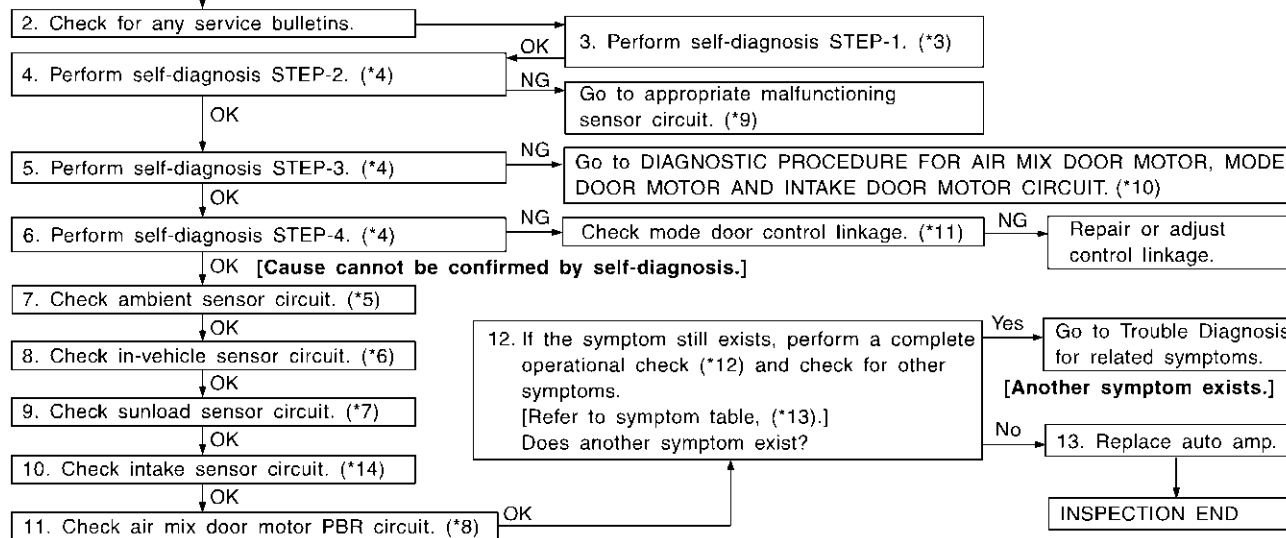 2. Check for any service bulletins.
3. Perform self-diagnosis STEP-1. (*3)
OK
4. Perform self-diagnosis STEP-2. (*4)
NG
Go to appropriate malfunctioning
sensor circuit. (*9)
OK
5. Perform self-diagnosis STEP-3. (*4)
NG
Go to DIAGNOSTIC PROCEDURE FOR AIR MIX DOOR MOTOR, MODE
DOOR MOTOR AND INTAKE DOOR MOTOR CIRCUIT. (*10)
OK
6. Perform self-diagnosis STEP-4. (*4)
NG
Check mode door control linkage. (*11)
NG
Repair or adjust
control linkage.
OK
[Cause cannot be confirmed by self-diagnosis.]
7. Check ambient sensor circuit. (*5)
OK
8. Check in-vehicle sensor circuit. (*6)
OK
9. Check sunload sensor circuit. (*7)
OK
10. Check intake sensor circuit. (*14)
OK
11. Check air mix door motor PBR circuit. (*8)
OK
12. If the symptom still exists, perform a complete
operational check (*12) and check for other
symptoms.
[Refer to symptom table, (*13).]
Does another symptom exist?
Yes
Go to Trouble Diagnosis
for related symptoms.
[Another symptom exists.]
No
13. Replace auto amp.
INSPECTION END